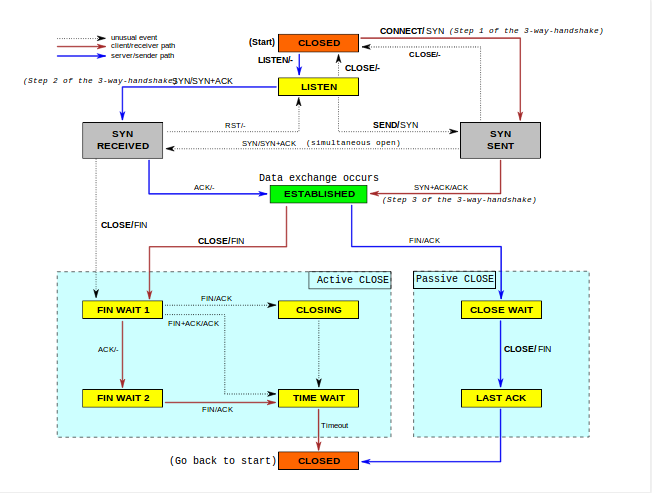 unusual event
client/receiver path
server/sender path
(Start)
CLOSED
CONNECT/ SYN (Step 1 of the 3-way-handshake)
CLOSE/-
LISTEN/-
CLOSE/-
(Step 2 of the 3-way-handshake)
SYN/SYN+ACK
LISTEN
SYN
RECEIVED
RST/-
SEND/SYN
SYN
SENT
SYN/SYN+ACK (simultaneous open)
Data exchange occurs
ACK/-
ESTABLISHED
SYN+ACK/ACK
(Step 3 of the 3-way-handshake)
CLOSE/FIN
CLOSE/FIN
FIN/ACK
Active CLOSE
Passive CLOSE
FIN WAIT 1
FIN/ACK
CLOSING
CLOSE WAIT
FIN+ACK/ACK
ACK/-
CLOSE/ FIN
FIN WAIT 2
FIN/ACK
TIME WAIT
LAST ACK
Timeout
(Go back to start)
CLOSED